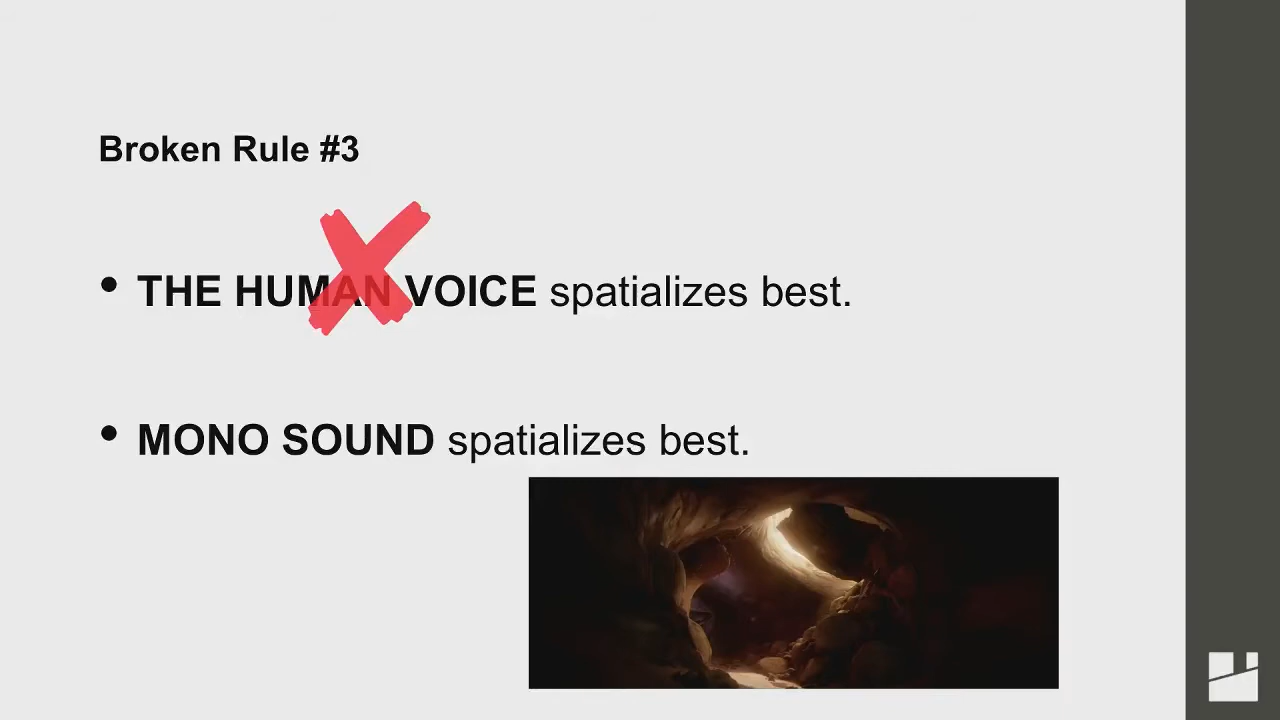 Broken Rule #3
• THE HUMAN VOICE spatializes best.
• MONO SOUND spatializes best.